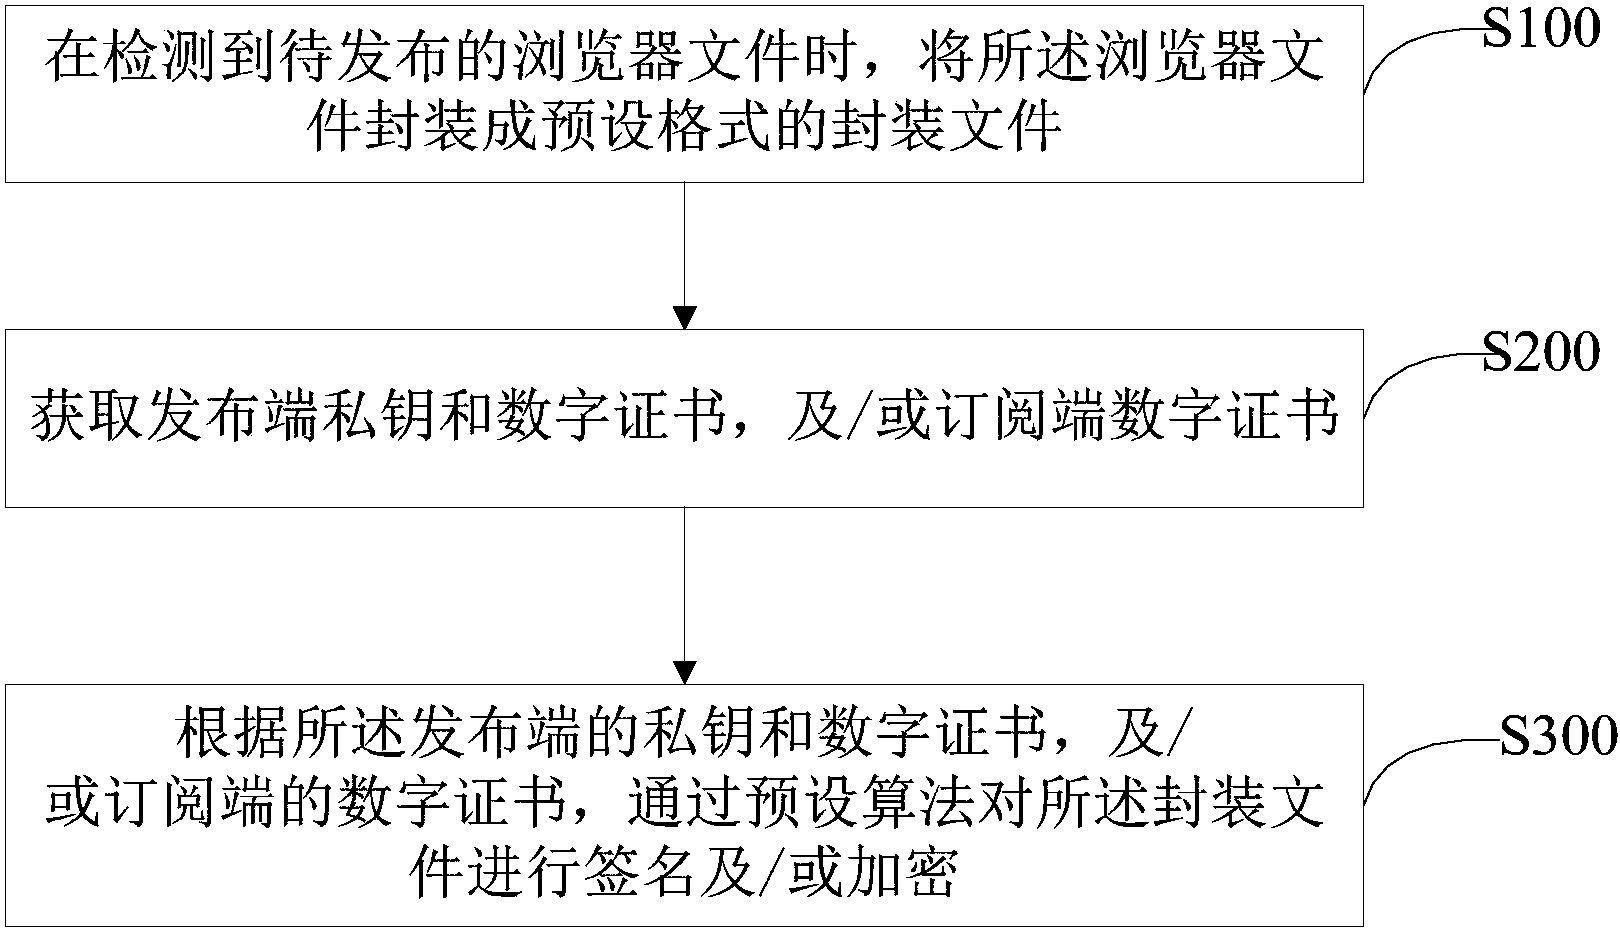 在检测到待发布的浏览器文件时，将所述浏览器文
件封装成预设格式的封装文件
S100
获取发布端私钥和数字证书，及/或订阅端数字证书
S200
根据所述发布端的私钥和数字证书，及/
或订阅端的数字证书，通过预设算法对所述封装文
件进行签名及/或加密
S300